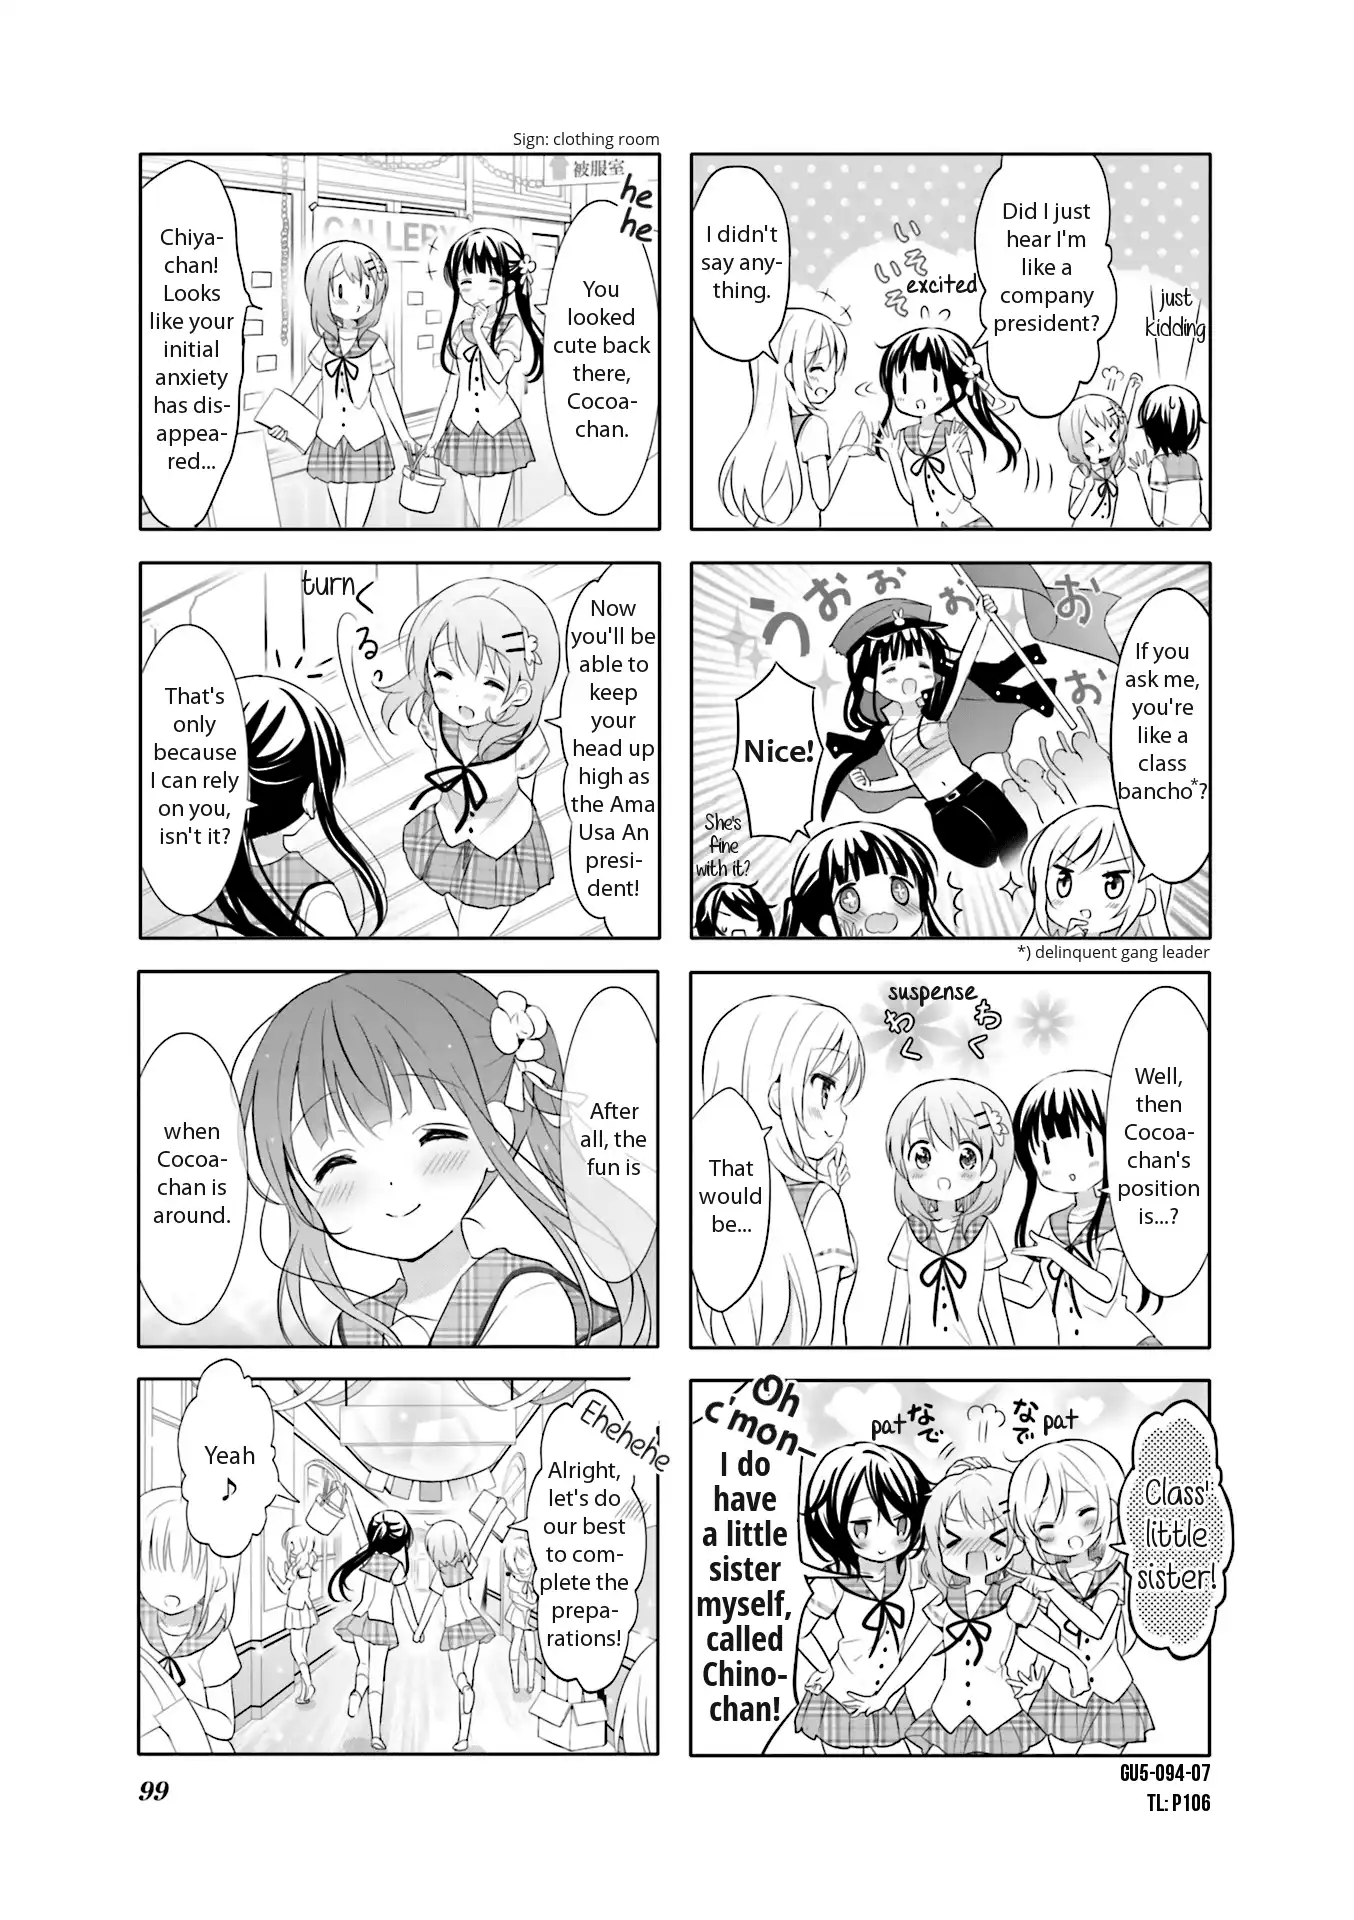 Did I just
hear I'm
like a
company
president?
いそ
いそ
excited
I didn't
say any-
thing.
just
kidding
If you
ask me,
you're
like a
class
bancho*?
うおぉぉぉおお
Nice!
She's
fine
with it?
*) delinquent gang leader
Well,
then
Cocoa-
chan's
position
is...?
suspense
わく
わく
That
would
be...
Class'
little
sister!
pat
なで
なで
pat
Oh
c'mon—
I do
have
a little
sister
myself,
called
Chino-
chan!
Sign: clothing room
被服室
GALLERY
he
he
You
looked
cute back
there,
Cocoa-
chan.
Chiya-
chan!
Looks
like your
initial
anxiety
has dis-
appea-
red...
Now
you'll be
able to
keep
your
head up
high as
the Ama
Usa An
presi-
dent!
turn
くるっ
That's
only
because
I can rely
on you,
isn't it?
After
all, the
fun is
when
Cocoa-
chan is
around.
Ehehehe
Alright,
let's do
our best
to com-
plete the
prepa-
rations!
Yeah
♪
99
GU5-094-07
TL: P106